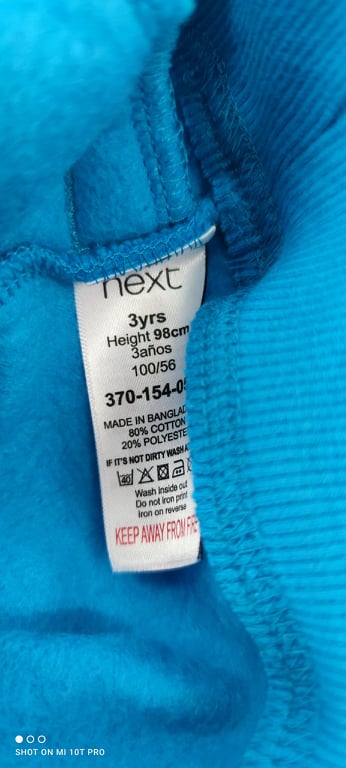 next
3yrs
Height 98cm
3años
100/56
370-154-05
MADE IN BANGLAD
80% COTTON
20% POLYESTE
IF IT'S NOT DIRTY WASH A
40
Wash inside out
Do not iron print
Iron on reverse
KEEP AWAY FROM FIRE
SHOT ON MI 10T PRO